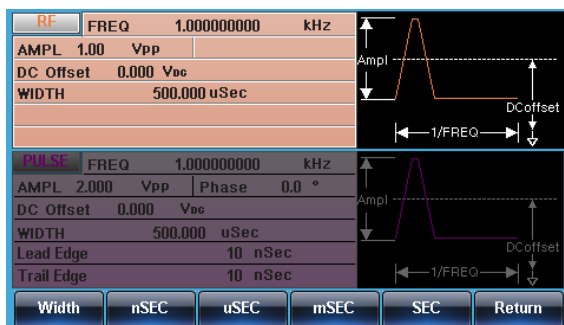 RF FREQ 1.000000000 kHz
AMPL 1.00 Vpp
DC Offset 0.000 VDC
WIDTH 500.000 uSec
Ampl
DCoffset
1/FREQ
PULSE FREQ 1.000000000 kHz
AMPL 2.000 Vpp Phase 0.0 °
DC Offset 0.000 VDC
WIDTH 500.000 uSec
Lead Edge 10 nSec
Trail Edge 10 nSec
Ampl
DCoffset
1/FREQ
Width nSEC uSEC mSEC SEC Return